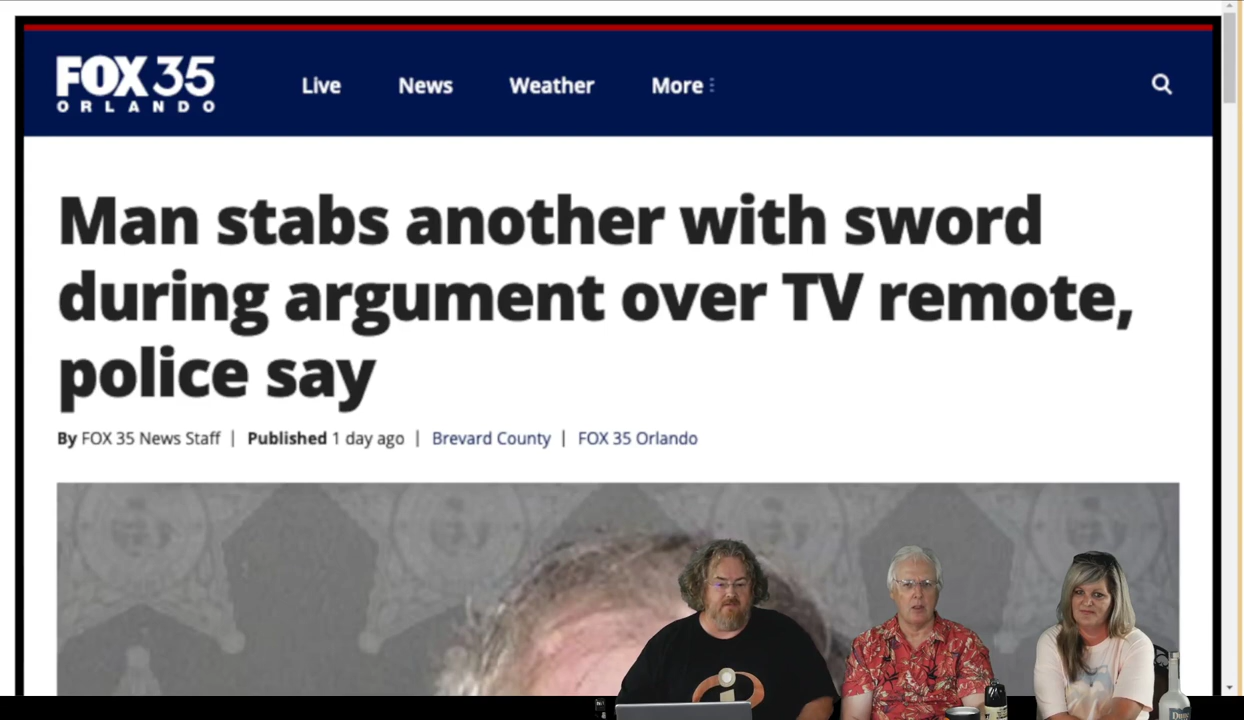 FOX 35
ORLANDO
Live News Weather More
Man stabs another with sword
during argument over TV remote,
police say
By FOX 35 News Staff | Published 1 day ago | Brevard County | FOX 35 Orlando